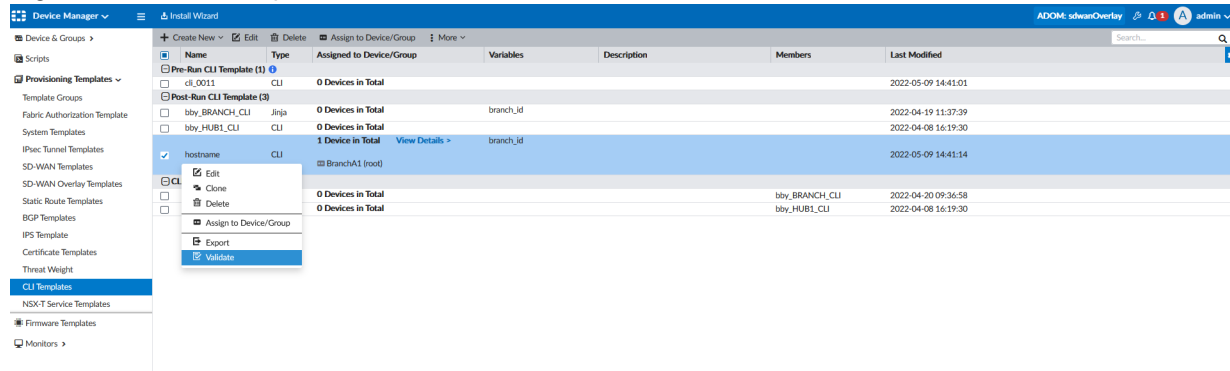 Device Manager
Install Wizard
ADOM: sdwanOverlay
1
A
admin
Device & Groups >
Create New
Edit
Delete
Assign to Device/Group
More
Search...
Scripts
Name Type Assigned to Device/Group Variables Description Members Last Modified
Provisioning Templates
Pre-Run CLI Template (1)
cli_0011 CLI 0 Devices in Total 2022-05-09 14:41:01
Template Groups
Post-Run CLI Template (3)
Fabric Authorization Template
bby_BRANCH_CLI Jinja 0 Devices in Total branch_id 2022-04-19 11:37:39
System Templates
bby_HUB1_CLI CLI 0 Devices in Total 2022-04-08 16:19:30
IPsec Tunnel Templates
1 Device in Total View Details > branch_id
hostname CLI 2022-05-09 14:41:14
SD-WAN Templates
BranchA1 (root)
Edit
SD-WAN Overlay Templates
CL
Clone
0 Devices in Total bby_BRANCH_CLI 2022-04-20 09:36:58
Static Route Templates
Delete
0 Devices in Total bby_HUB1_CLI 2022-04-08 16:19:30
BGP Templates
Assign to Device/Group
IPS Template
Export
Certificate Templates
Validate
Threat Weight
CLI Templates
NSX-T Service Templates
Firmware Templates
Monitors >